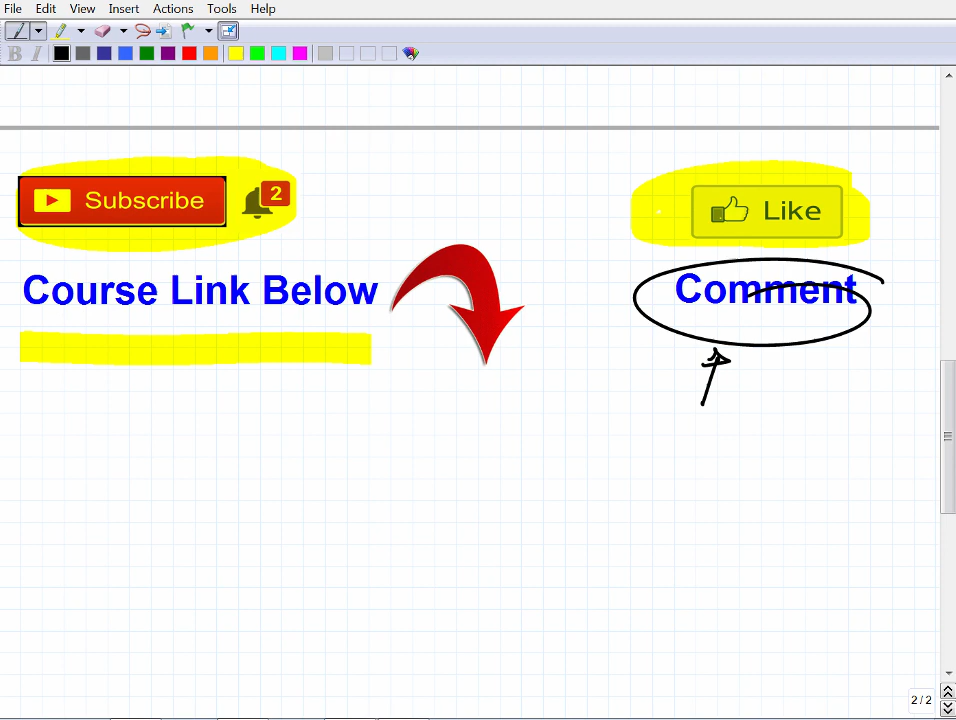 File Edit View Insert Actions Tools Help
B I
Subscribe 2
Like
Course Link Below
Comment
2 / 2